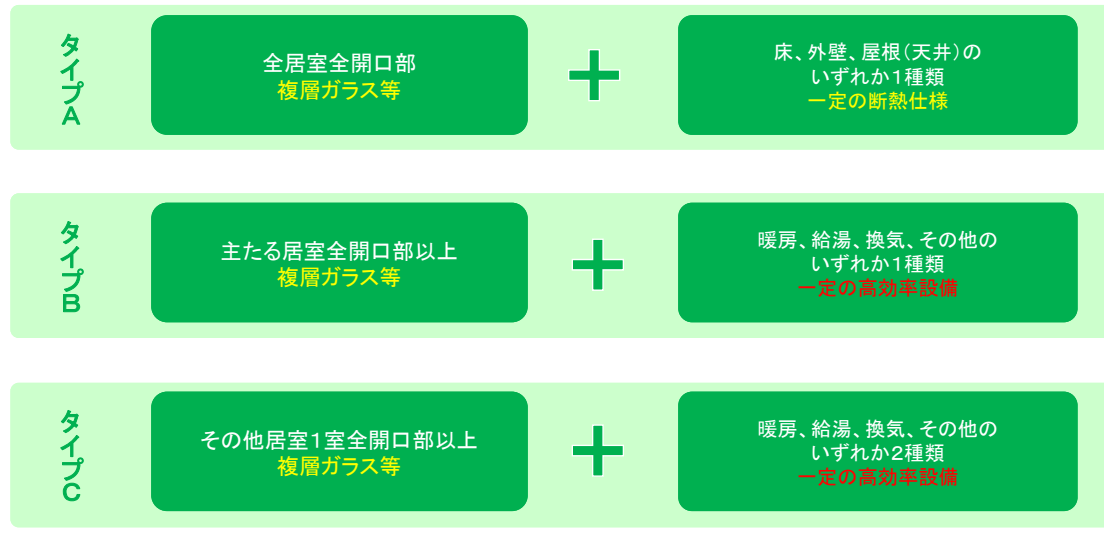 タイプA
全居室全開口部
複層ガラス等
+
床、外壁、屋根(天井)の
いずれか1種類
一定の断熱仕様
タイプB
主たる居室全開口部以上
複層ガラス等
+
暖房、給湯、換気、その他の
いずれか1種類
一定の高効率設備
タイプC
その他居室1室全開口部以上
複層ガラス等
+
暖房、給湯、換気、その他の
いずれか2種類
一定の高効率設備